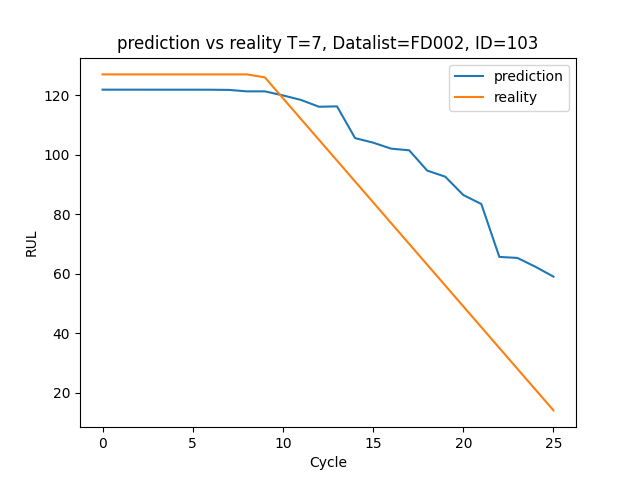 prediction vs reality T=7, Datalist=FD002, ID=103
prediction
reality
120
100
80
60
40
20
RUL
0 5 10 15 20 25
Cycle